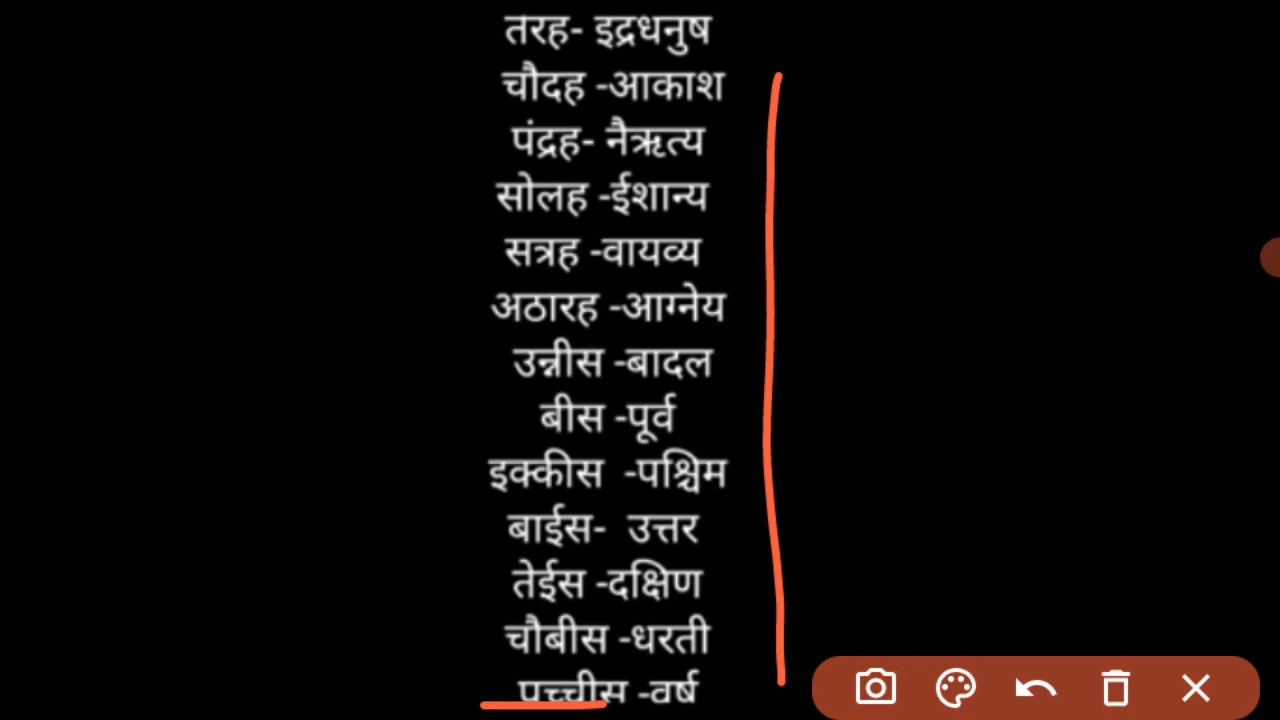 तेरह- इद्रधनुष
चौदह -आकाश
पंद्रह- नैऋत्य
सोलह -ईशान्य
सत्रह -वायव्य
अठारह -आग्नेय
उन्नीस -बादल
बीस -पूर्व
इक्कीस -पश्चिम
बाईस- उत्तर
तेईस -दक्षिण
चौबीस -धरती
पच्चीस -वर्ष